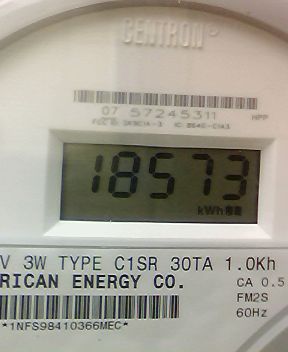 CENTRON®
07 57245311 HPP
18573
kWh
V 3W TYPE C1SR 30TA 1.0Kh
RICAN ENERGY CO. CA 0.5
FM2S
*1NFS98410366MEC* 60Hz